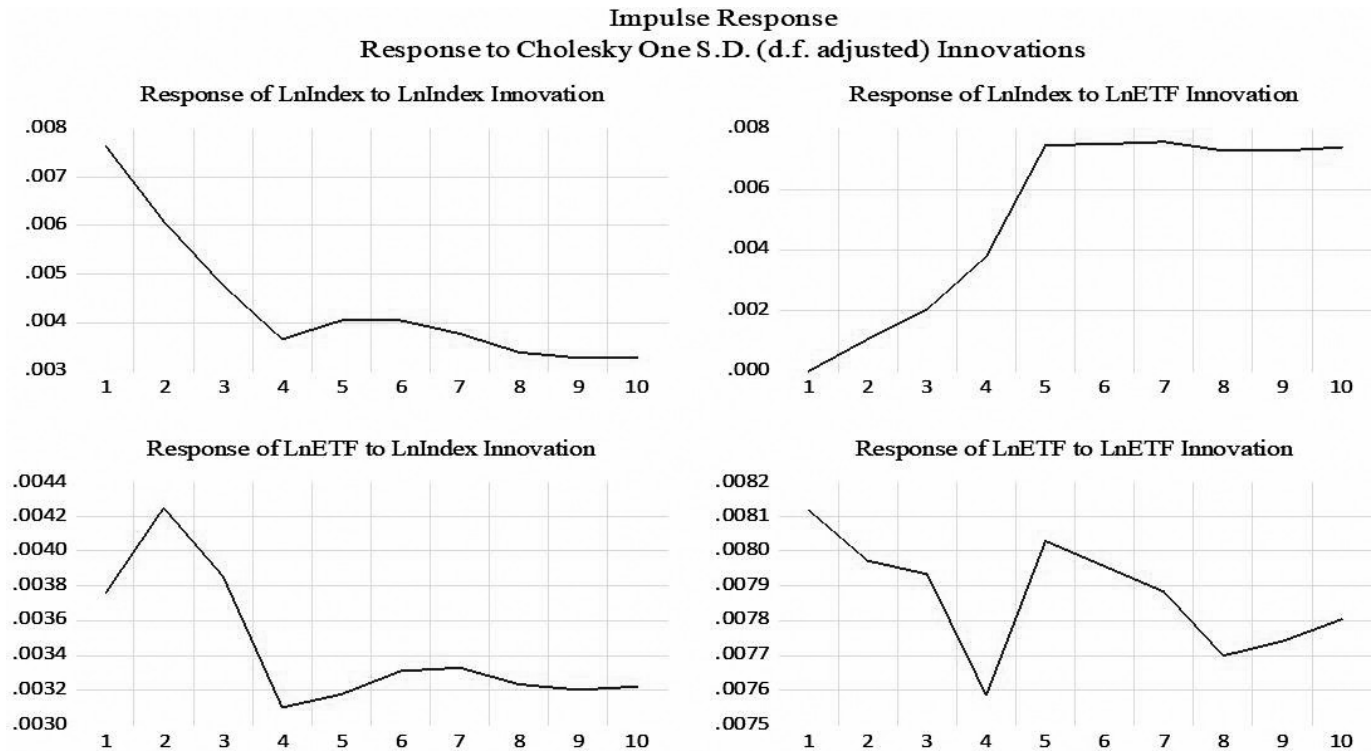 Impulse Response
Response to Cholesky One S.D. (d.f. adjusted) Innovations
Response of LnIndex to LnIndex Innovation
.008
.007
.006
.005
.004
.003
1 2 3 4 5 6 7 8 9 10
Response of LnIndex to LnETF Innovation
.008
.006
.004
.002
.000
1 2 3 4 5 6 7 8 9 10
Response of LnETF to LnIndex Innovation
.0044
.0042
.0040
.0038
.0036
.0034
.0032
.0030
1 2 3 4 5 6 7 8 9 10
Response of LnETF to LnETF Innovation
.0082
.0081
.0080
.0079
.0078
.0077
.0076
.0075
1 2 3 4 5 6 7 8 9 10